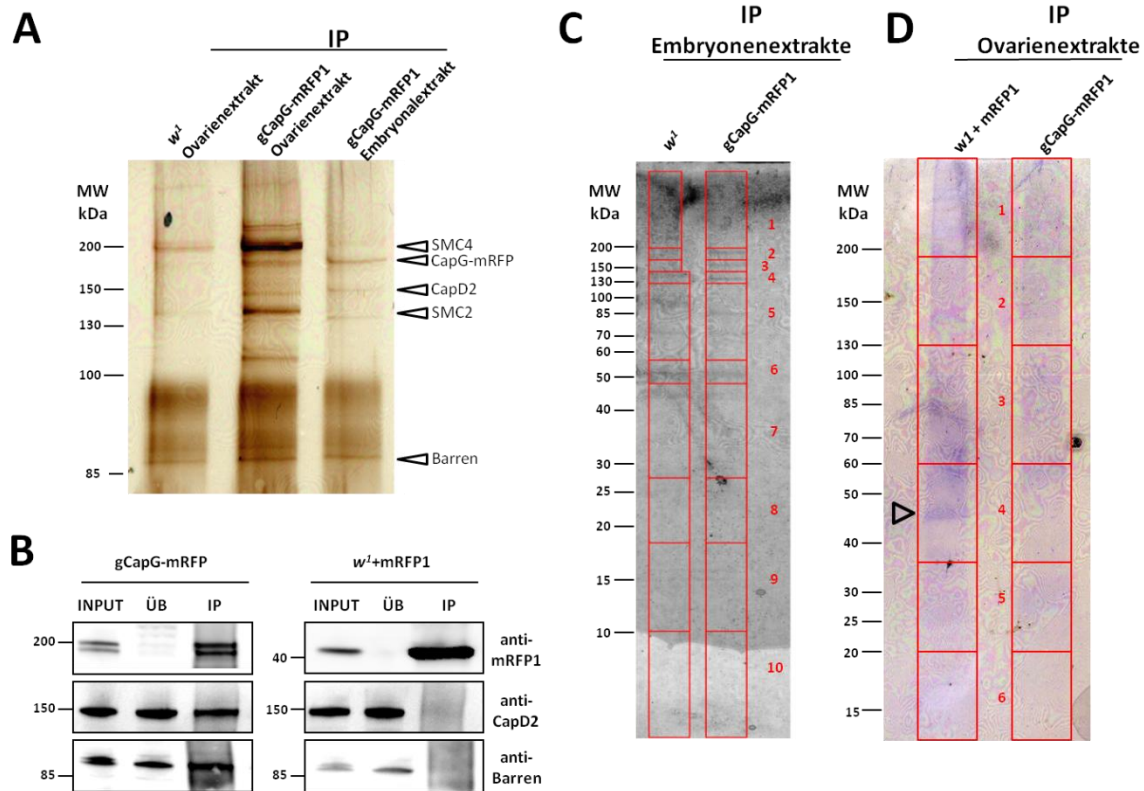 A
IP
w¹
Ovarienextrakt
gCapG-mRFP1
Ovarienextrakt
gCapG-mRFP1
Embryonalextrakt
MW
kDa
200
150
130
100
85
SMC4
CapG-mRFP
CapD2
SMC2
Barren
B
gCapG-mRFP
w¹+mRFP1
INPUT ÜB IP
INPUT ÜB IP
200
40
anti-
mRFP1
150
150
anti-
CapD2
85
85
anti-
Barren
C
IP
Embryonenextrakte
w¹
gCapG-mRFP1
MW
kDa
200
150
130
100
85
70
60
50
40
30
25
20
15
10
1
2
3
4
5
6
7
8
9
10
D
IP
Ovarienextrakte
w1 + mRFP1
gCapG-mRFP1
MW
kDa
200
150
130
100
85
70
60
50
40
30
25
20
15
1
2
3
4
5
6